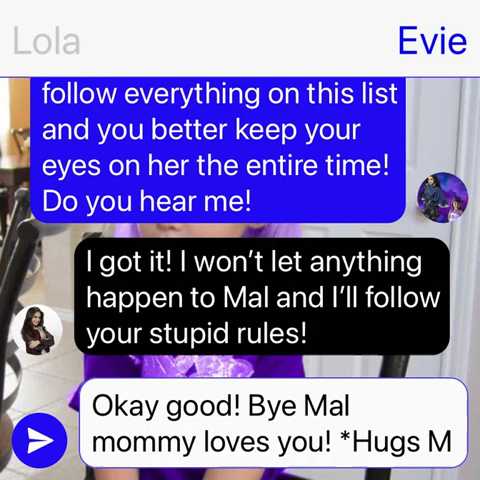 Lola
Evie
follow everything on this list
and you better keep your
eyes on her the entire time!
Do you hear me!
I got it! I won’t let anything
happen to Mal and I’ll follow
your stupid rules!
Okay good! Bye Mal
mommy loves you! *Hugs M